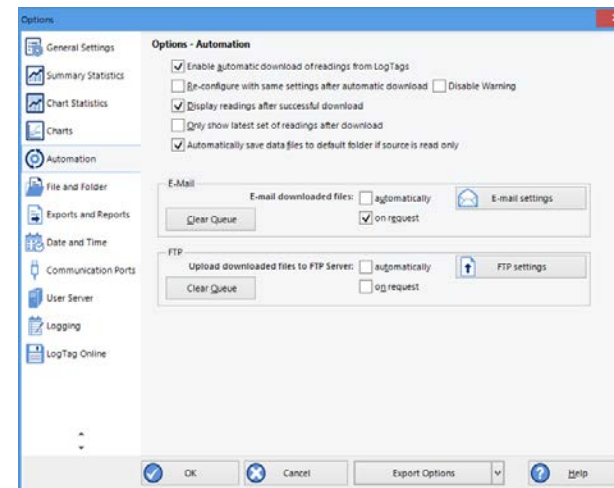 Options
General Settings
Summary Statistics
Chart Statistics
Charts
Automation
File and Folder
Exports and Reports
Date and Time
Communication Ports
User Server
Logging
LogTag Online
Options - Automation
Enable automatic download of readings from LogTags
Re-configure with same settings after automatic download Disable Warning
Display readings after successful download
Only show latest set of readings after download
Automatically save data files to default folder if source is read only
E-Mail
E-mail downloaded files: automatically E-mail settings
Clear Queue on request
FTP
Upload downloaded files to FTP Server: automatically FTP settings
Clear Queue on request
OK Cancel Export Options Help